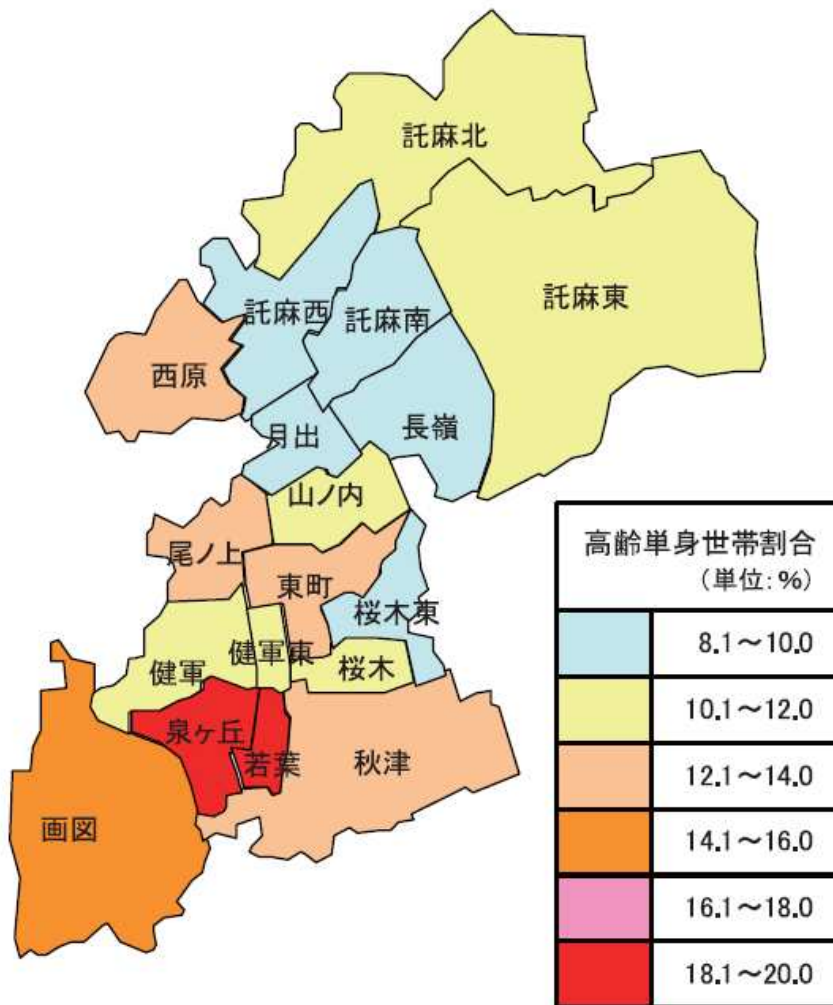 託麻北
託麻東
託麻西
託麻南
西原
長嶺
月出
山ノ内
尾ノ上
東町
桜木東
健軍東
健軍
桜木
泉ヶ丘
若葉
秋津
画図
高齢単身世帯割合
(単位:%)
8.1～10.0
10.1～12.0
12.1～14.0
14.1～16.0
16.1～18.0
18.1～20.0